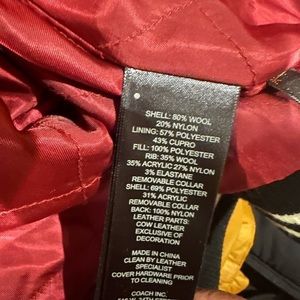 SHELL: 80% WOOL
20% NYLON
LINING: 57% POLYESTER
43% CUPRO
FILL: 100% POLYESTER
RIB: 35% WOOL
35% ACRYLIC 27% NYLON
3% ELASTANE
REMOVABLE COLLAR
SHELL: 69% POLYESTER
31% ACRYLIC
REMOVABLE COLLAR
BACK: 100% NYLON
LEATHER PARTS:
COW LEATHER
EXCLUSIVE OF
DECORATION
MADE IN CHINA
CLEAN BY LEATHER
SPECIALIST
COVER HARDWARE PRIOR
TO CLEANING
COACH INC.